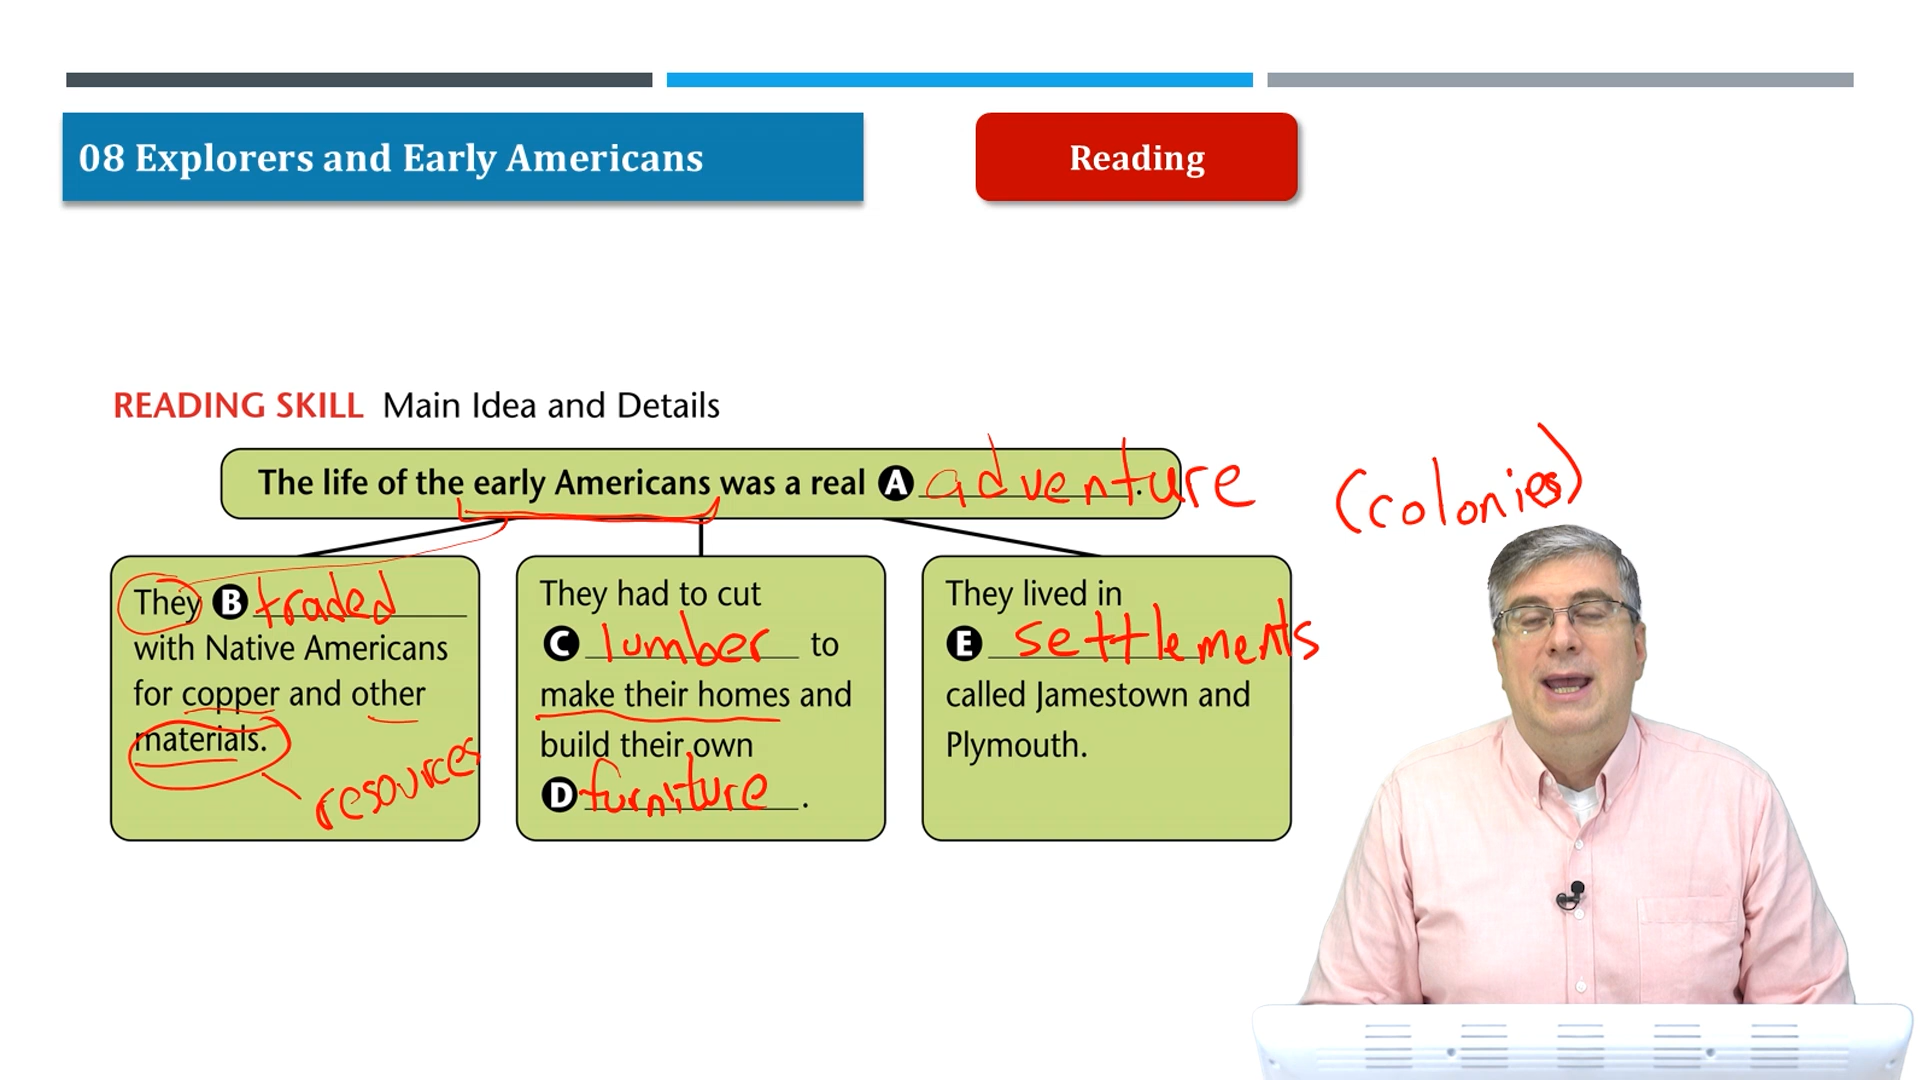 08 Explorers and Early Americans
Reading
READING SKILL Main Idea and Details
The life of the early Americans was a real A adventure.
(colonies)
They B traded
with Native Americans
for copper and other
materials.
resources
They had to cut
C lumber to
make their homes and
build their own
D furniture.
They lived in
E settlements
called Jamestown and
Plymouth.